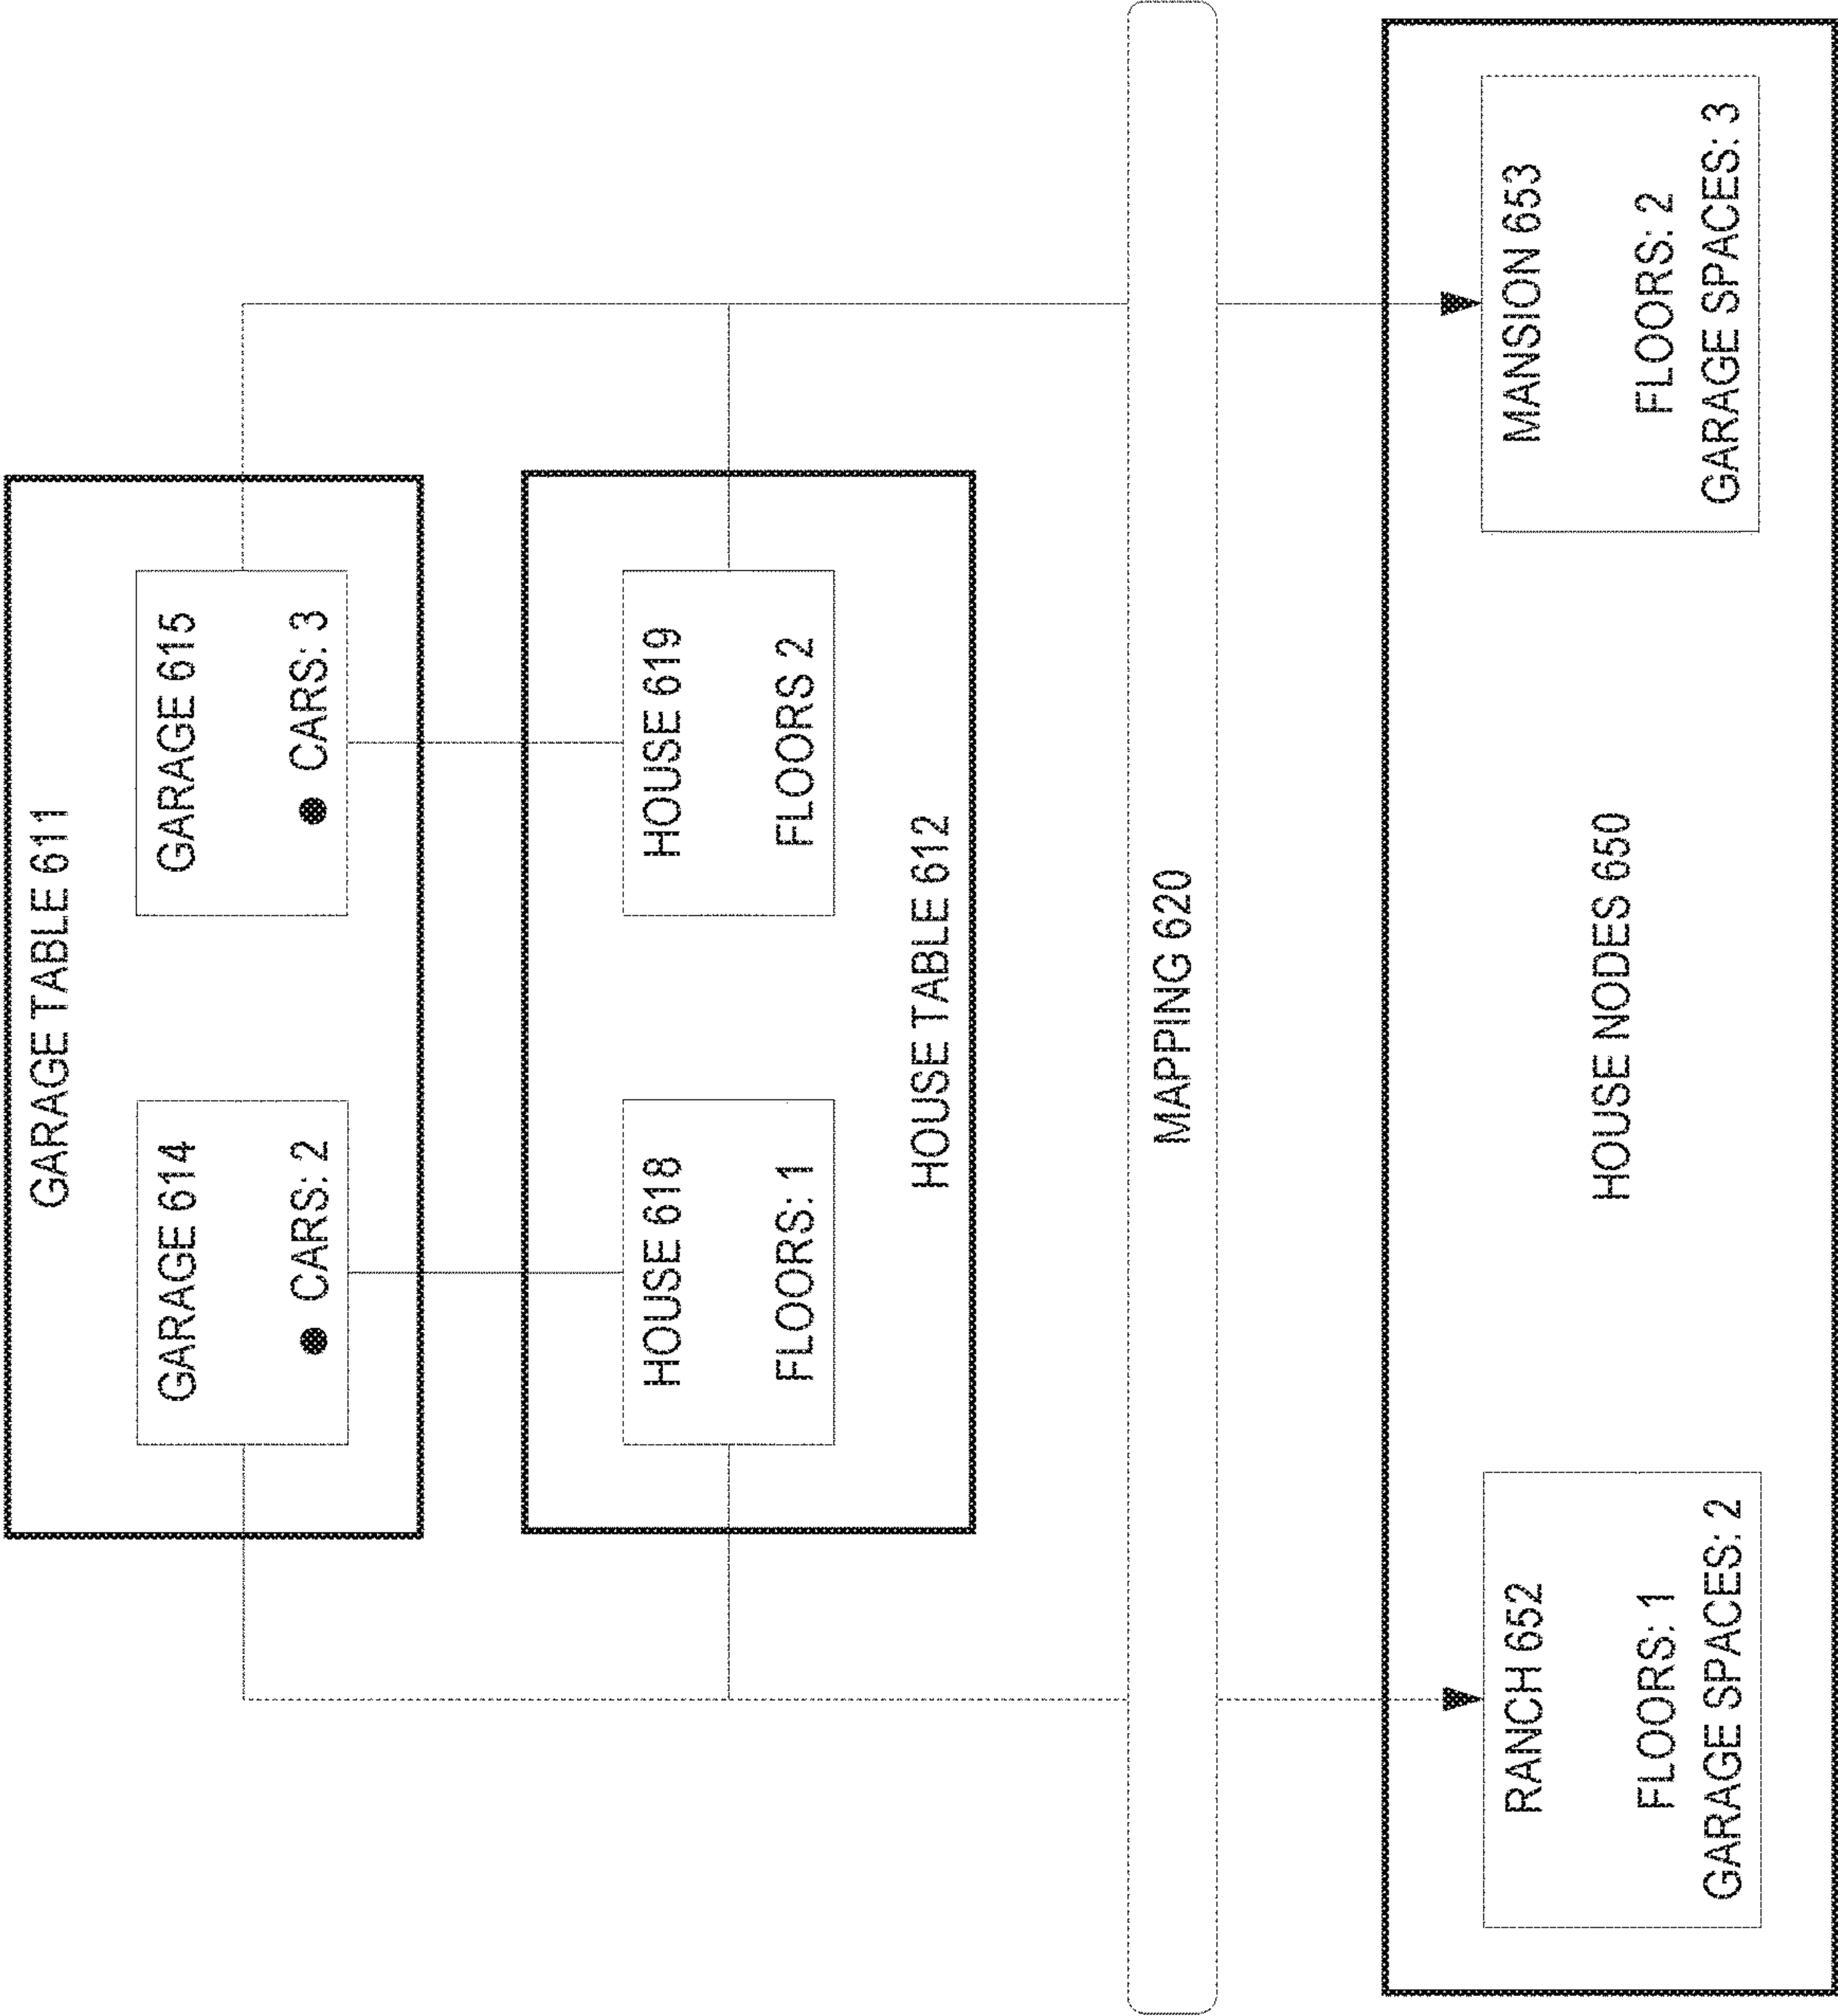 GARAGE TABLE 611
GARAGE 614
● CARS: 2
GARAGE 615
● CARS: 3
HOUSE 618
FLOORS: 1
HOUSE 619
FLOORS 2
HOUSE TABLE 612
MAPPING 620
RANCH 652
FLOORS: 1
GARAGE SPACES: 2
HOUSE NODES 650
MANSION 653
FLOORS: 2
GARAGE SPACES: 3